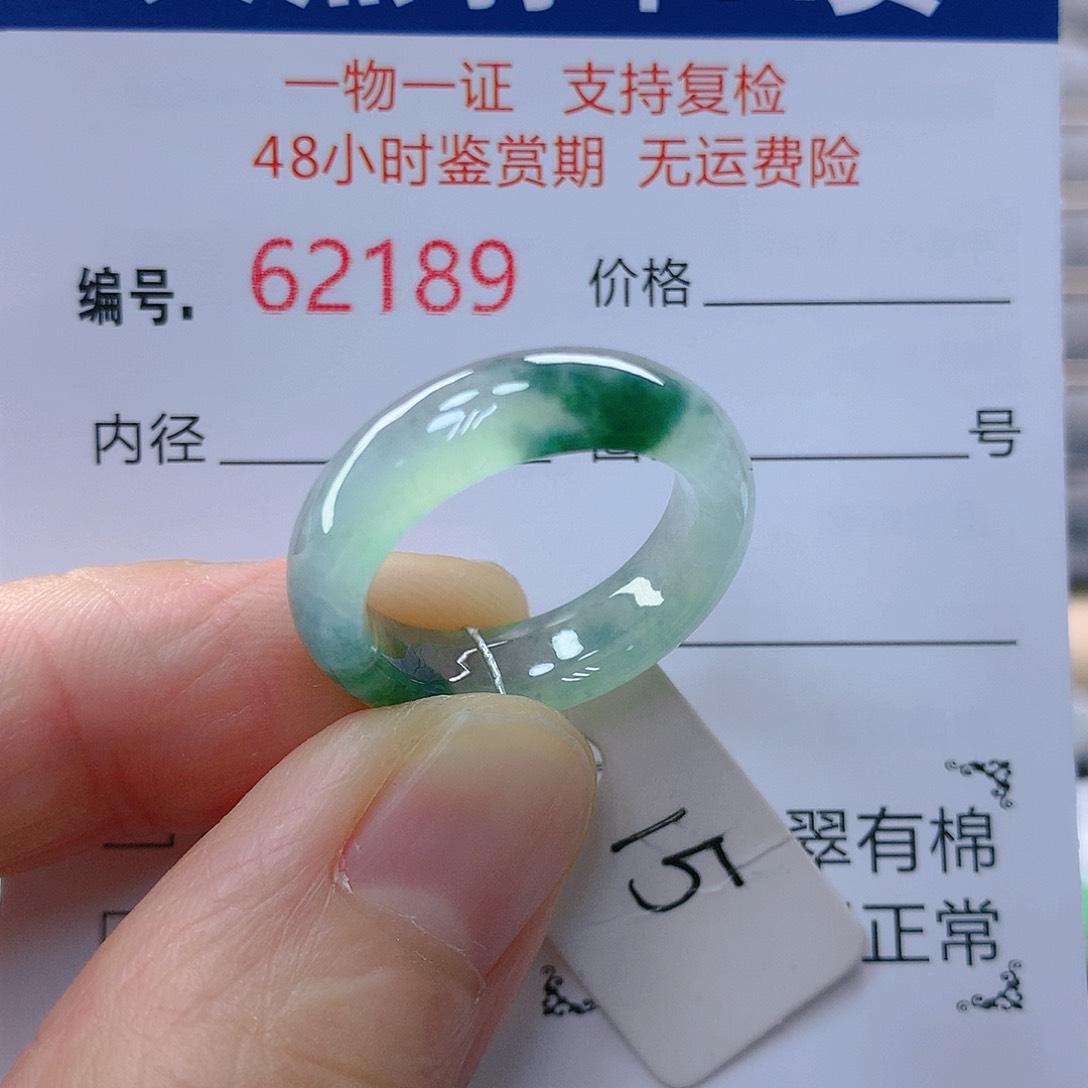 一物一证 支持复检
48小时鉴赏期 无运费险
编号. 62189 价格
内径 号
15
翠有棉
正常